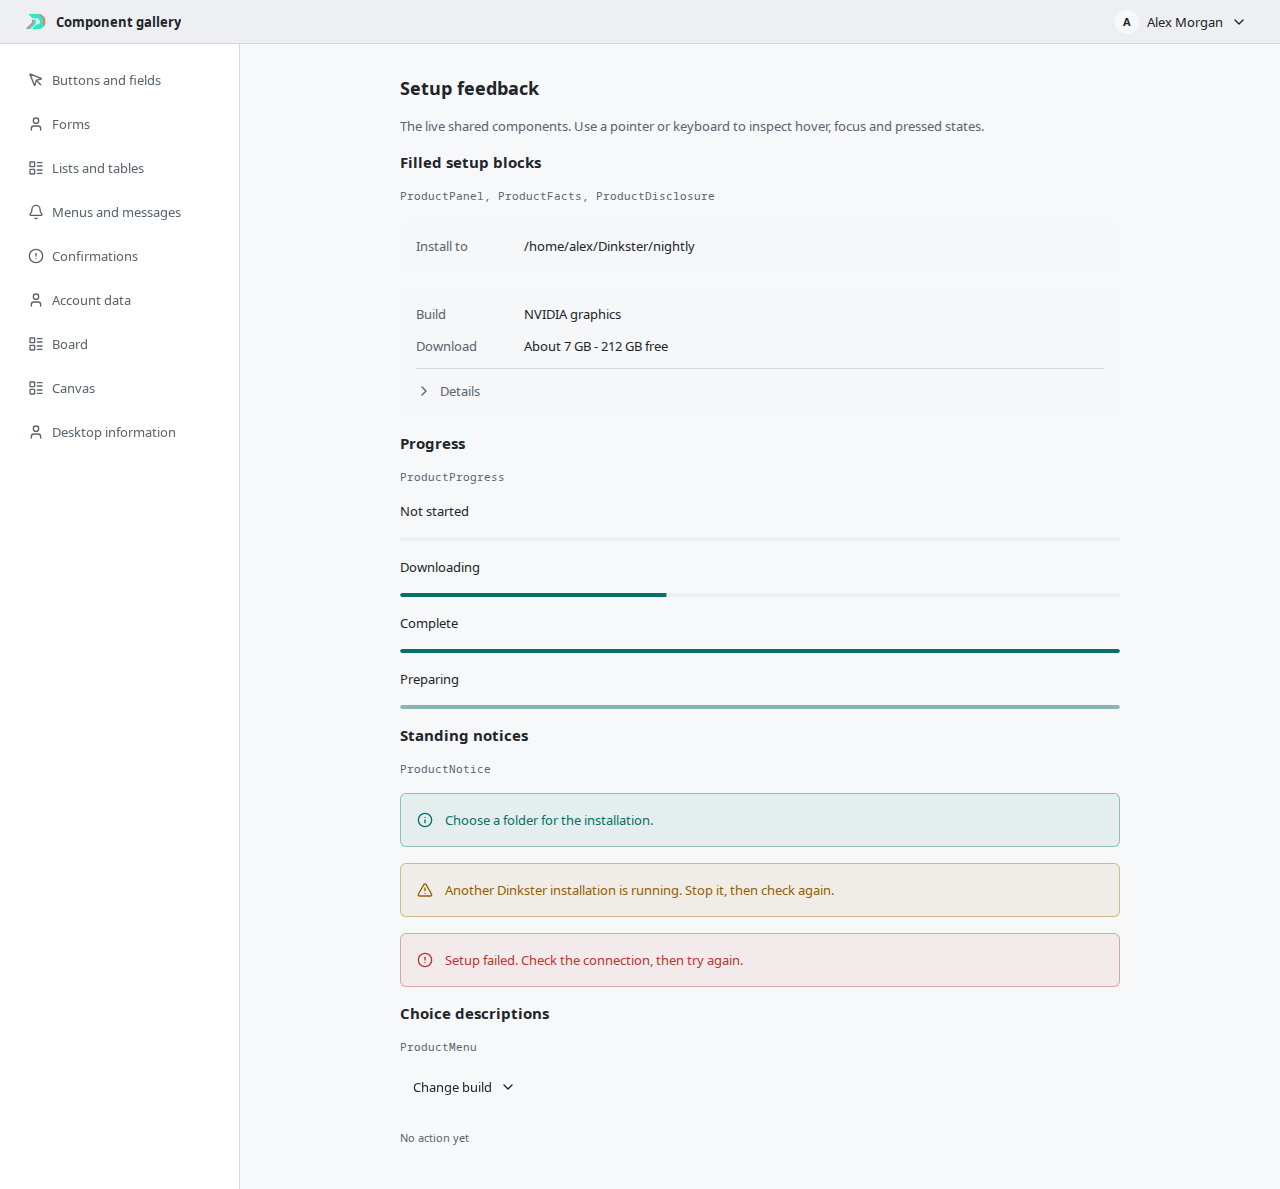 Component gallery
A
Alex Morgan
Buttons and fields
Forms
Lists and tables
Menus and messages
Confirmations
Account data
Board
Canvas
Desktop information
Setup feedback
The live shared components. Use a pointer or keyboard to inspect hover, focus and pressed states.
Filled setup blocks
ProductPanel, ProductFacts, ProductDisclosure
Install to /home/alex/Dinkster/nightly
Build NVIDIA graphics
Download About 7 GB - 212 GB free
Details
Progress
ProductProgress
Not started
Downloading
Complete
Preparing
Standing notices
ProductNotice
Choose a folder for the installation.
Another Dinkster installation is running. Stop it, then check again.
Setup failed. Check the connection, then try again.
Choice descriptions
ProductMenu
Change build
No action yet